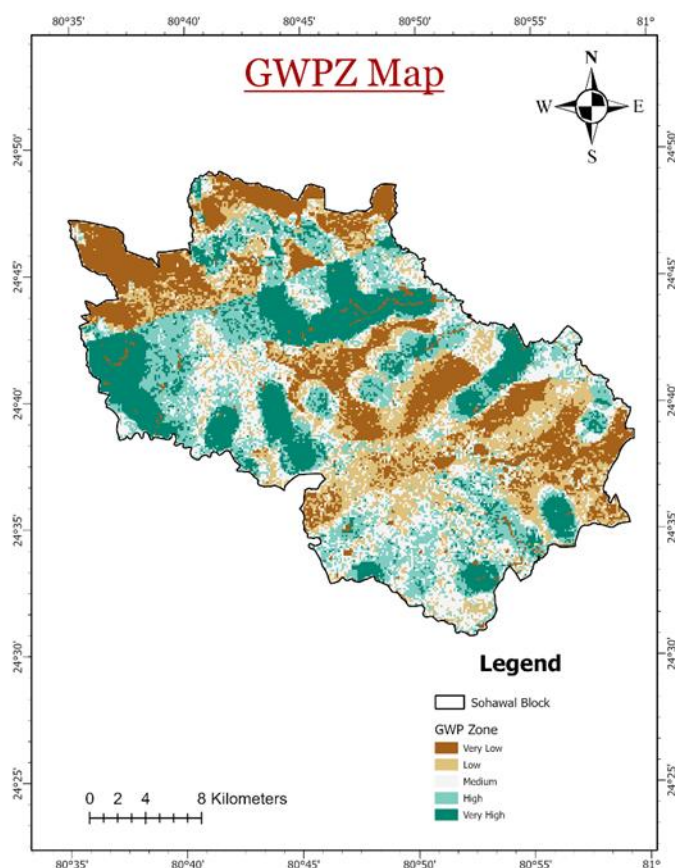 80°35' 80°40' 80°45' 80°50' 80°55' 81°
GWPZ Map
N
W E
S
24°50' 24°50'
24°45' 24°45'
24°40' 24°40'
24°35' 24°35'
24°30' 24°30'
Legend
Sohawal Block
GWP Zone
Very Low
Low
Medium
High
Very High
24°25' 24°25'
0 2 4 8 Kilometers
80°35' 80°40' 80°45' 80°50' 80°55' 81°